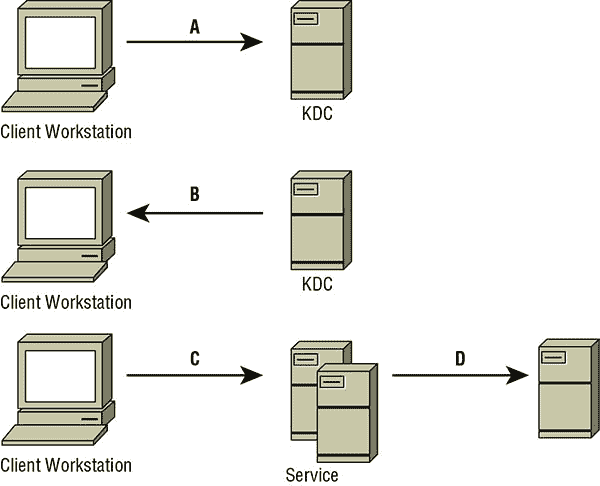 A
Client Workstation
KDC
B
Client Workstation
KDC
C
D
Client Workstation
Service